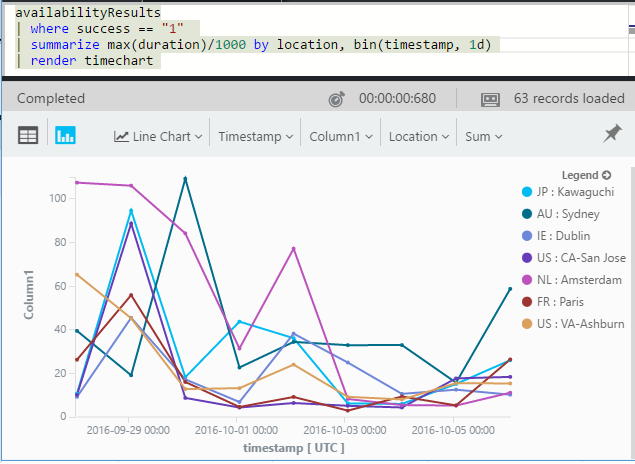 availabilityResults
| where success == "1"
| summarize max(duration)/1000 by location, bin(timestamp, 1d)
| render timechart
Completed 00:00:00:680 63 records loaded
Line Chart Timestamp Column1 Location Sum
Legend
JP : Kawaguchi
AU : Sydney
IE : Dublin
US : CA-San Jose
NL : Amsterdam
FR : Paris
US : VA-Ashburn
Column1
100
80
60
40
20
0
2016-09-29 00:00 2016-10-01 00:00 2016-10-03 00:00 2016-10-05 00:00
timestamp [ UTC ]